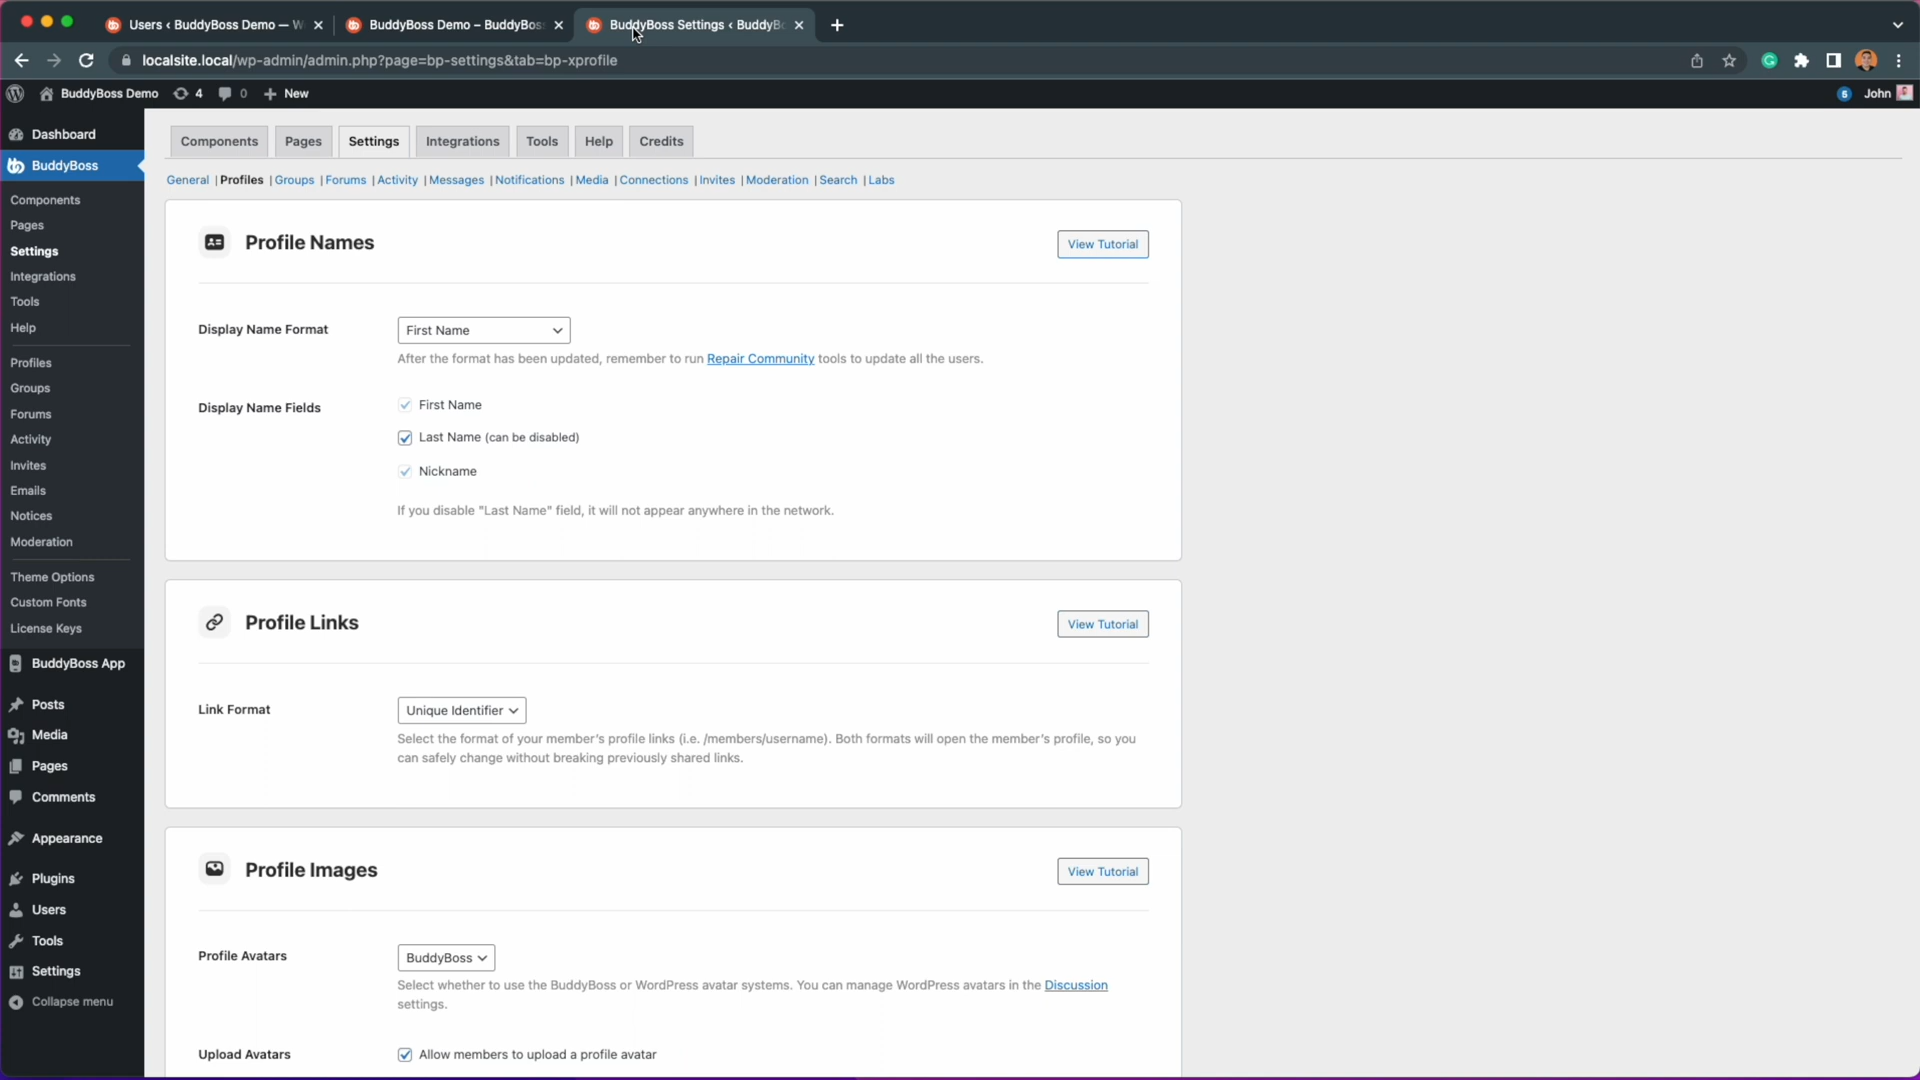 Users ‹ BuddyBoss Demo — W
BuddyBoss Demo – BuddyBos
BuddyBoss Settings ‹ BuddyB
localsite.local/wp-admin/admin.php?page=bp-settings&tab=bp-xprofile
BuddyBoss Demo 4 0 New
5 John
Dashboard
BuddyBoss
Components
Pages
Settings
Integrations
Tools
Help
Profiles
Groups
Forums
Activity
Invites
Emails
Notices
Moderation
Theme Options
Custom Fonts
License Keys
BuddyBoss App
Posts
Media
Pages
Comments
Appearance
Plugins
Users
Tools
Settings
Collapse menu
Components Pages Settings Integrations Tools Help Credits
General | Profiles | Groups | Forums | Activity | Messages | Notifications | Media | Connections | Invites | Moderation | Search | Labs
Profile Names
View Tutorial
Display Name Format
First Name
After the format has been updated, remember to run Repair Community tools to update all the users.
Display Name Fields
First Name
Last Name (can be disabled)
Nickname
If you disable "Last Name" field, it will not appear anywhere in the network.
Profile Links
View Tutorial
Link Format
Unique Identifier
Select the format of your member's profile links (i.e. /members/username). Both formats will open the member's profile, so you
can safely change without breaking previously shared links.
Profile Images
View Tutorial
Profile Avatars
BuddyBoss
Select whether to use the BuddyBoss or WordPress avatar systems. You can manage WordPress avatars in the Discussion
settings.
Upload Avatars
Allow members to upload a profile avatar